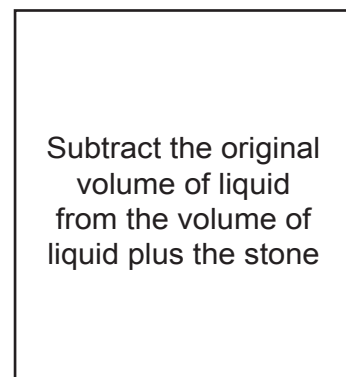 Subtract the original
volume of liquid
from the volume of
liquid plus the stone